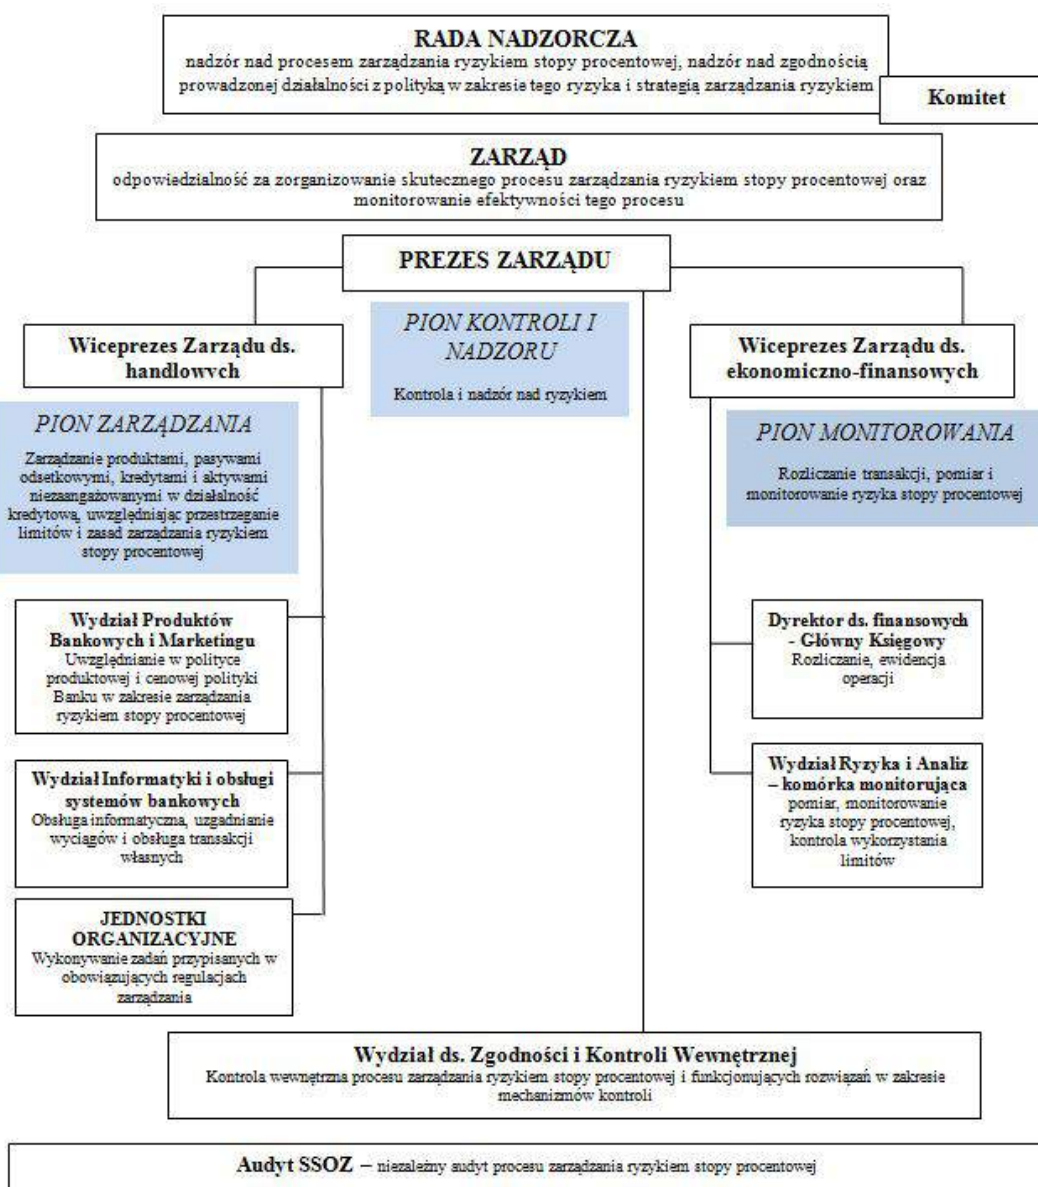 RADA NADZORCZA
nadzór nad procesem zarządzania ryzykiem stopy procentowej, nadzór nad zgodnością
prowadzonej działalności z polityką w zakresie tego ryzyka i strategią zarządzania ryzykiem
Komitet
ZARZĄD
odpowiedzialność za zorganizowanie skutecznego procesu zarządzania ryzykiem stopy procentowej oraz
monitorowanie efektywności tego procesu
PREZES ZARZĄDU
Wiceprezes Zarządu ds.
handlowych
PION KONTROLI I
NADZORU
Kontrola i nadzór nad ryzykiem
Wiceprezes Zarządu ds.
ekonomiczno-finansowych
PION ZARZĄDZANIA
Zarządzanie produktami, pasywami
odsetkowymi, kredytami i aktywami
niezaangażowanymi w działalność
kredytową, uwzględniając przestrzeganie
limitów i zasad zarządzania ryzykiem
stopy procentowej
PION MONITOROWANIA
Rozliczanie transakcji, pomiar i
monitorowanie ryzyka stopy procentowej
Wydział Produktów
Bankowych i Marketingu
Uwzględnianie w polityce
produktowej i cenowej polityki
Banku w zakresie zarządzania
ryzykiem stopy procentowej
Dyrektor ds. finansowych
- Główny Księgowy
Rozliczanie, ewidencja
operacji
Wydział Informatyki i obsługi
systemów bankowych
Obsługa informatyczna, uzgadnianie
wyciągów i obsługa transakcji
własnych
Wydział Ryzyka i Analiz
– komórka monitorująca
pomiar, monitorowanie
ryzyka stopy procentowej,
kontrola wykorzystania
limitów
JEDNOSTKI
ORGANIZACYJNE
Wykonywanie zadań przypisanych w
obowiązujących regulacjach
zarządzania
Wydział ds. Zgodności i Kontroli Wewnętrznej
Kontrola wewnętrzna procesu zarządzania ryzykiem stopy procentowej i funkcjonujących rozwiązań w zakresie
mechanizmów kontroli
Audyt SSOZ – niezależny audyt procesu zarządzania ryzykiem stopy procentowej